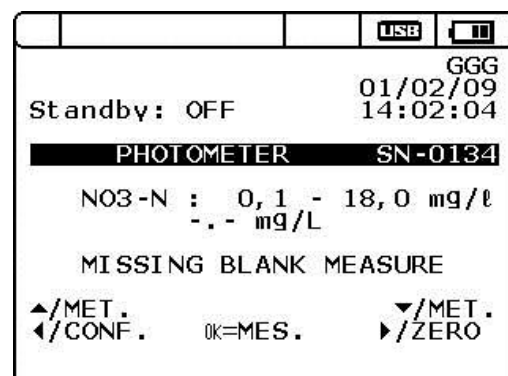 USB
GGG
01/02/09
Standby: OFF 14:02:04
PHOTOMETER SN-0134
NO3-N : 0,1 - 18,0 mg/ℓ
-.- mg/L
MISSING BLANK MEASURE
▲/MET. ▼/MET.
◀/CONF. OK=MES. ▶/ZERO